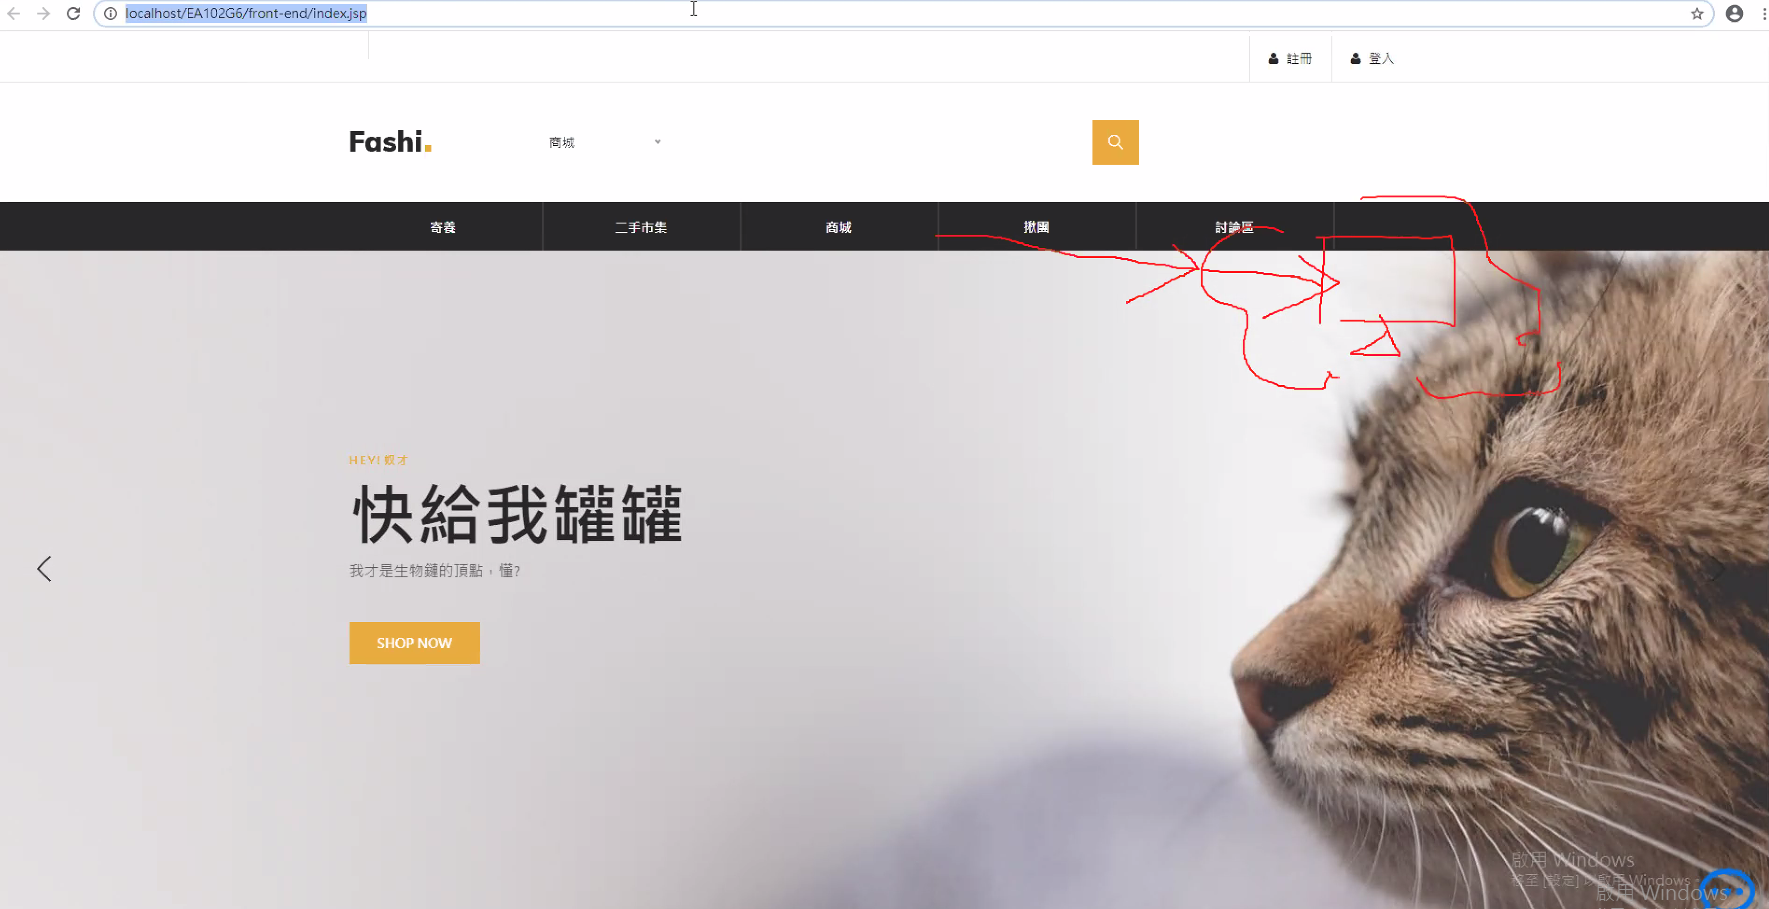 localhost/EA102G6/front-end/index.jsp
註冊
登入
Fashi.
商城
寄養
二手市集
商城
揪團
討論區
HEY!奴才
快給我罐罐
我才是生物鏈的頂點，懂?
SHOP NOW
啟用 Windows
移至 [設定] 以啟用 Windows。
啟用 Windows